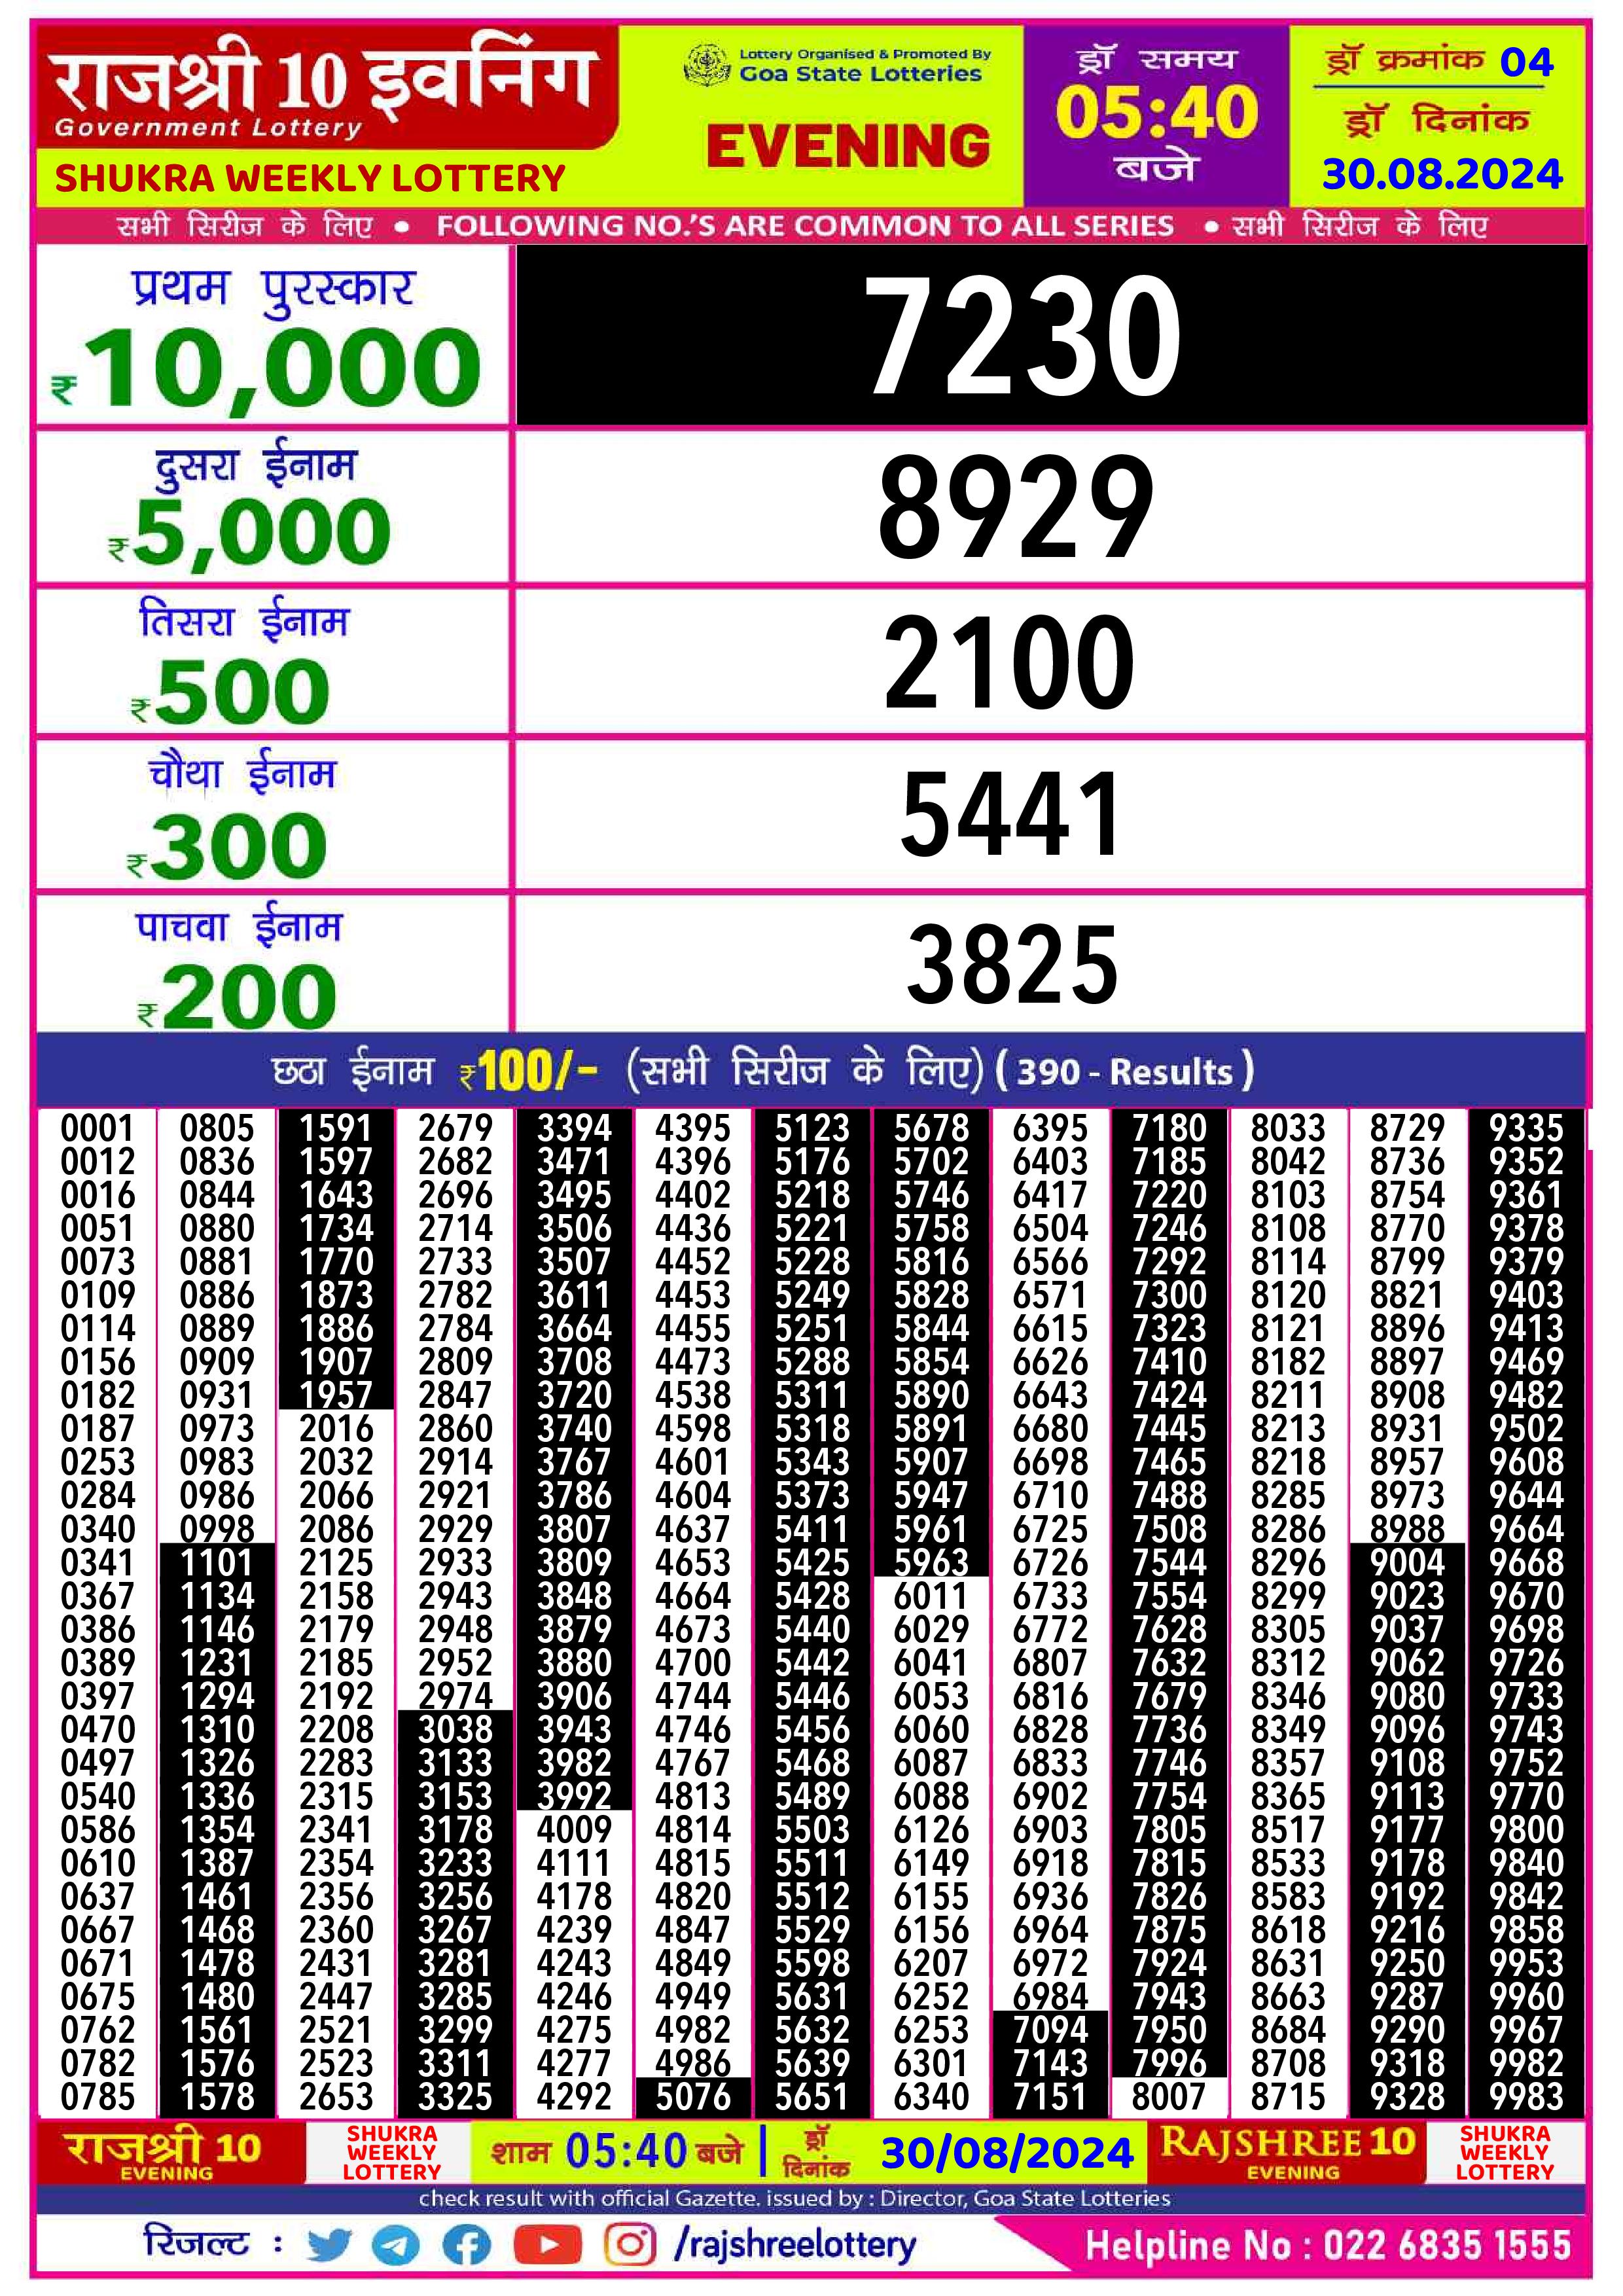 राजश्री 10 इवनिंग
Government Lottery
SHUKRA WEEKLY LOTTERY
Lottery Organised & Promoted By
Goa State Lotteries
EVENING
ड्रॉ समय
05:40
बजे
ड्रॉ क्रमांक 04
ड्रॉ दिनांक
30.08.2024
सभी सिरीज के लिए • FOLLOWING NO.'S ARE COMMON TO ALL SERIES • सभी सिरीज के लिए
प्रथम पुरस्कार
₹10,000
7230
दुसरा ईनाम
₹5,000
8929
तिसरा ईनाम
₹500
2100
चौथा ईनाम
₹300
5441
पाचवा ईनाम
₹200
3825
छठा ईनाम ₹100/- (सभी सिरीज के लिए) ( 390 - Results )
0001 0805 1591 2679 3394 4395 5123 5678 6395 7180 8033 8729 9335
0012 0836 1597 2682 3471 4396 5176 5702 6403 7185 8042 8736 9352
0016 0844 1643 2696 3495 4402 5218 5746 6417 7220 8103 8754 9361
0051 0880 1734 2714 3506 4436 5221 5758 6504 7246 8108 8770 9378
0073 0881 1770 2733 3507 4452 5228 5816 6566 7292 8114 8799 9379
0109 0886 1873 2782 3611 4453 5249 5828 6571 7300 8120 8821 9403
0114 0889 1886 2784 3664 4455 5251 5844 6615 7323 8121 8896 9413
0156 0909 1907 2809 3708 4473 5288 5854 6626 7410 8182 8897 9469
0182 0931 1957 2847 3720 4538 5311 5890 6643 7424 8211 8908 9482
0187 0973 2016 2860 3740 4598 5318 5891 6680 7445 8213 8931 9502
0253 0983 2032 2914 3767 4601 5343 5907 6698 7465 8218 8957 9608
0284 0986 2066 2921 3786 4604 5373 5947 6710 7488 8285 8973 9644
0340 0998 2086 2929 3807 4637 5411 5961 6725 7508 8286 8988 9664
0341 1101 2125 2933 3809 4653 5425 5963 6726 7544 8296 9004 9668
0367 1134 2158 2943 3848 4664 5428 6011 6733 7554 8299 9023 9670
0386 1146 2179 2948 3879 4673 5440 6029 6772 7628 8305 9037 9698
0389 1231 2185 2952 3880 4700 5442 6041 6807 7632 8312 9062 9726
0397 1294 2192 2974 3906 4744 5446 6053 6816 7679 8346 9080 9733
0470 1310 2208 3038 3943 4746 5456 6060 6828 7736 8349 9096 9743
0497 1326 2283 3133 3982 4767 5468 6087 6833 7746 8357 9108 9752
0540 1336 2315 3153 3992 4813 5489 6088 6902 7754 8365 9113 9770
0586 1354 2341 3178 4009 4814 5503 6126 6903 7805 8517 9177 9800
0610 1387 2354 3233 4111 4815 5511 6149 6918 7815 8533 9178 9840
0637 1461 2356 3256 4178 4820 5512 6155 6936 7826 8583 9192 9842
0667 1468 2360 3267 4239 4847 5529 6156 6964 7875 8618 9216 9858
0671 1478 2431 3281 4243 4849 5598 6207 6972 7924 8631 9250 9953
0675 1480 2447 3285 4246 4949 5631 6252 6984 7943 8663 9287 9960
0762 1561 2521 3299 4275 4982 5632 6253 7094 7950 8684 9290 9967
0782 1576 2523 3311 4277 4986 5639 6301 7143 7996 8708 9318 9982
0785 1578 2653 3325 4292 5076 5651 6340 7151 8007 8715 9328 9983
राजश्री 10
EVENING
SHUKRA
WEEKLY
LOTTERY
शाम 05:40 बजे
ड्रॉ
दिनांक
30/08/2024
RAJSHREE 10
EVENING
SHUKRA
WEEKLY
LOTTERY
check result with official Gazette. issued by : Director, Goa State Lotteries
रिजल्ट : /rajshreelottery
Helpline No : 022 6835 1555